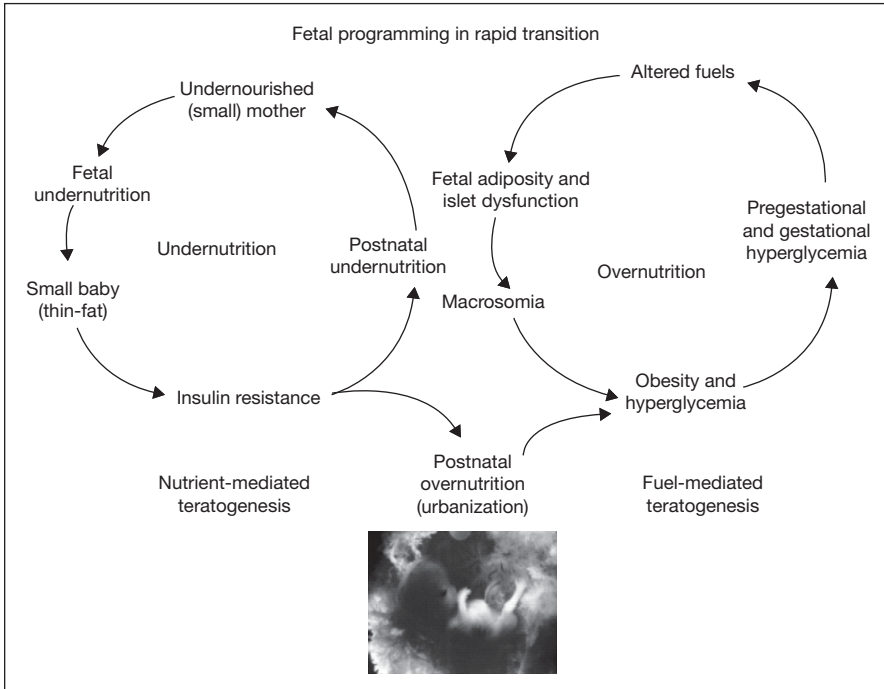 Fetal programming in rapid transition
Undernourished
(small) mother
Fetal
undernutrition
Small baby
(thin-fat)
Insulin resistance
Postnatal
undernutrition
Undernutrition
Nutrient-mediated
teratogenesis
Postnatal
overnutrition
(urbanization)
Altered fuels
Fetal adiposity and
islet dysfunction
Macrosomia
Obesity and
hyperglycemia
Pregestational
and gestational
hyperglycemia
Overnutrition
Fuel-mediated
teratogenesis